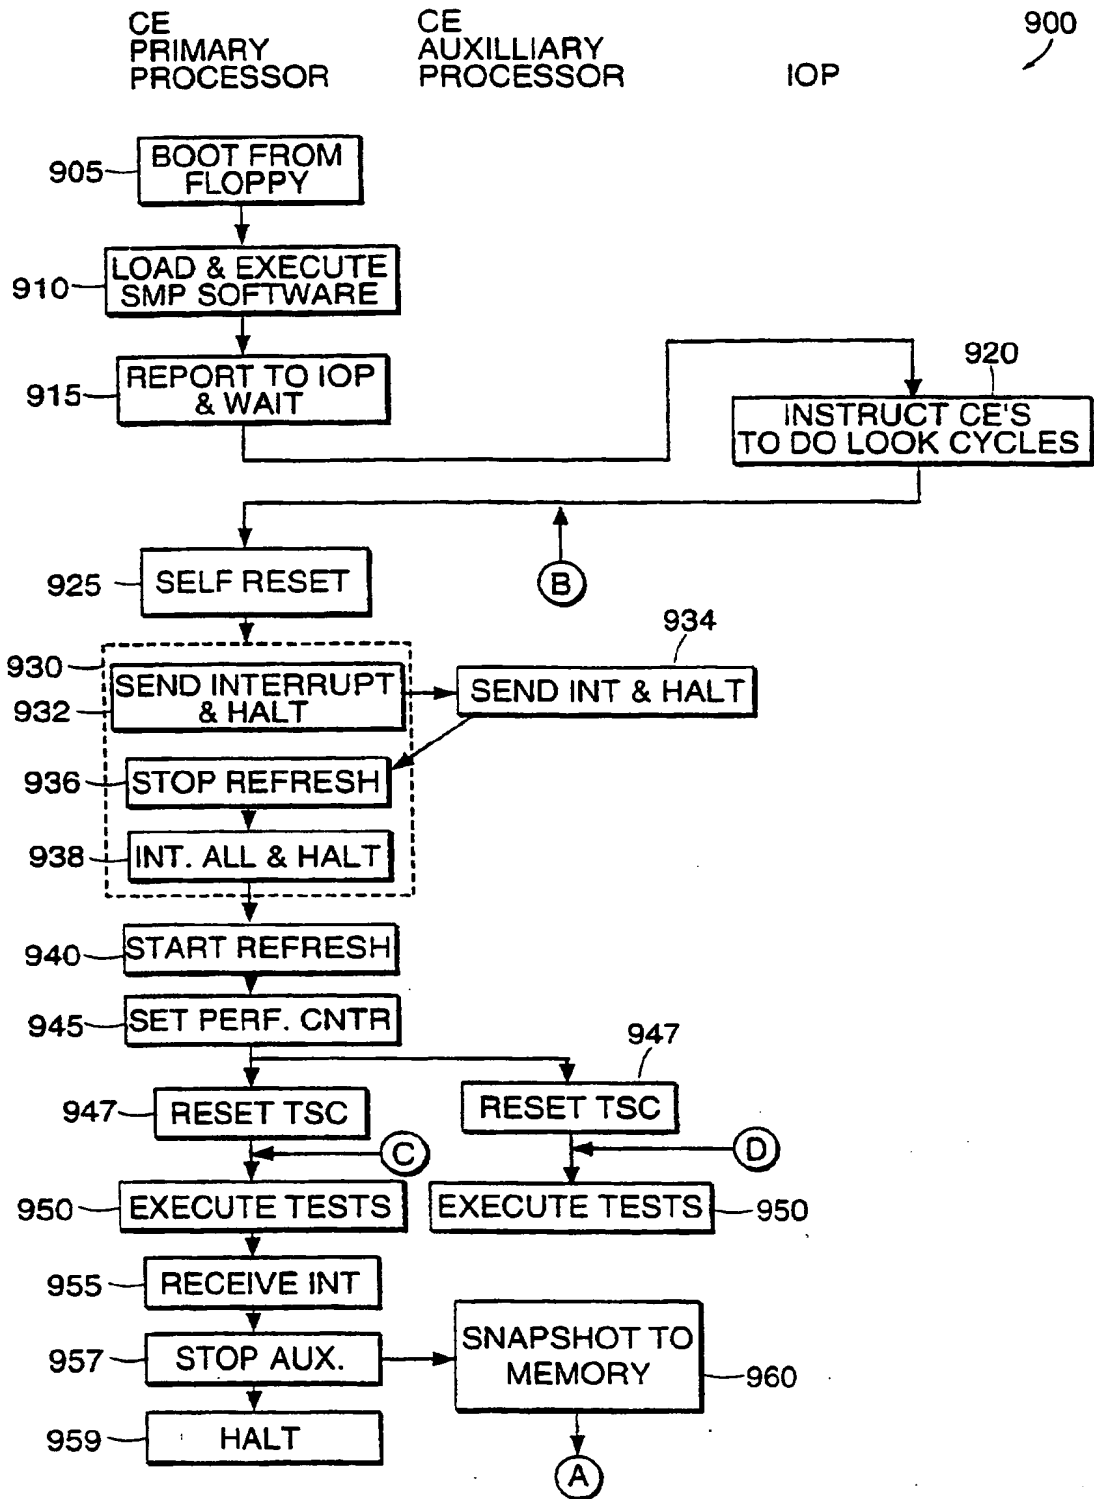 CE
PRIMARY
PROCESSOR
CE
AUXILLIARY
PROCESSOR
IOP
900
905
BOOT FROM
FLOPPY
910
LOAD & EXECUTE
SMP SOFTWARE
915
REPORT TO IOP
& WAIT
920
INSTRUCT CE'S
TO DO LOOK CYCLES
925
SELF RESET
B
930
932
SEND INTERRUPT
& HALT
934
SEND INT & HALT
936
STOP REFRESH
938
INT. ALL & HALT
940
START REFRESH
945
SET PERF. CNTR
947
RESET TSC
947
RESET TSC
C
D
950
EXECUTE TESTS
EXECUTE TESTS
950
955
RECEIVE INT
957
STOP AUX.
SNAPSHOT TO
MEMORY
960
959
HALT
A